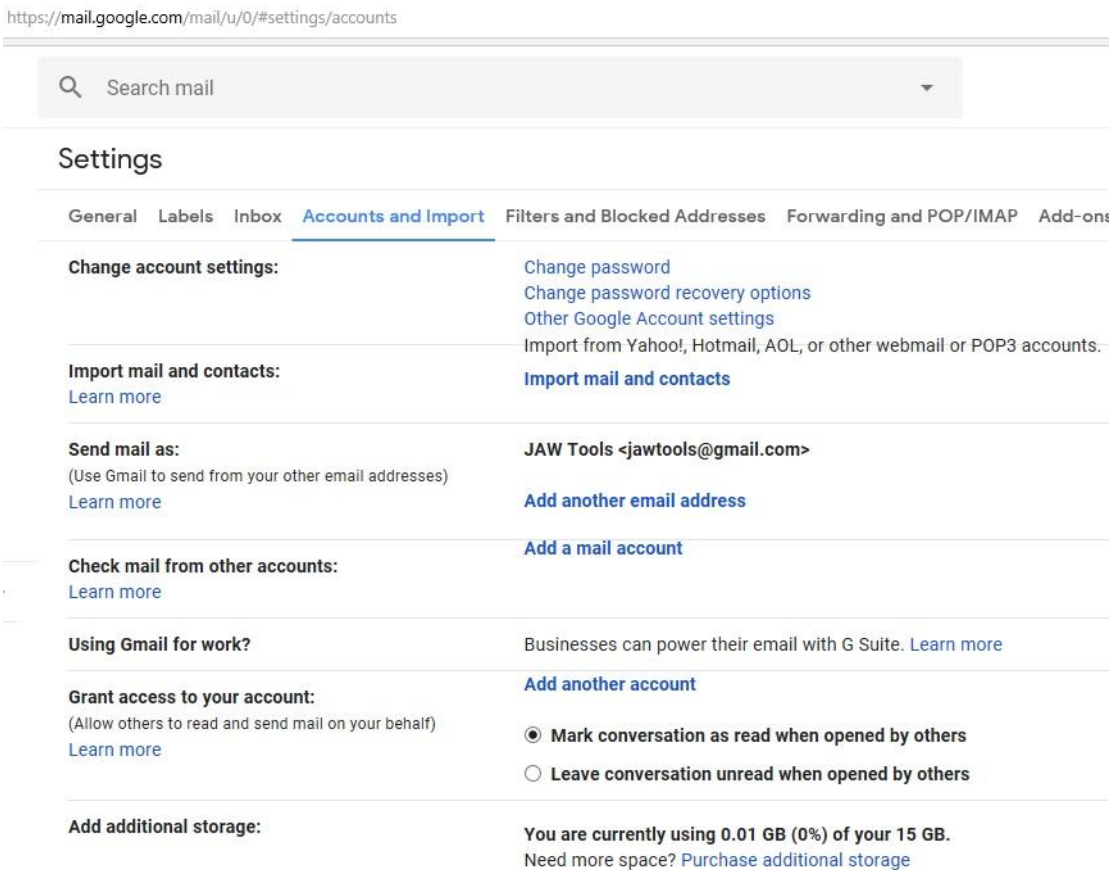 https://mail.google.com/mail/u/0/#settings/accounts
Search mail
Settings
General Labels Inbox Accounts and Import Filters and Blocked Addresses Forwarding and POP/IMAP Add-ons
Change account settings:
Change password
Change password recovery options
Other Google Account settings
Import from Yahoo!, Hotmail, AOL, or other webmail or POP3 accounts.
Import mail and contacts:
Import mail and contacts
Learn more
Send mail as:
JAW Tools <jawtools@gmail.com>
(Use Gmail to send from your other email addresses)
Learn more
Add another email address
Add a mail account
Check mail from other accounts:
Learn more
Using Gmail for work?
Businesses can power their email with G Suite. Learn more
Add another account
Grant access to your account:
(Allow others to read and send mail on your behalf)
Learn more
Mark conversation as read when opened by others
Leave conversation unread when opened by others
Add additional storage:
You are currently using 0.01 GB (0%) of your 15 GB.
Need more space? Purchase additional storage